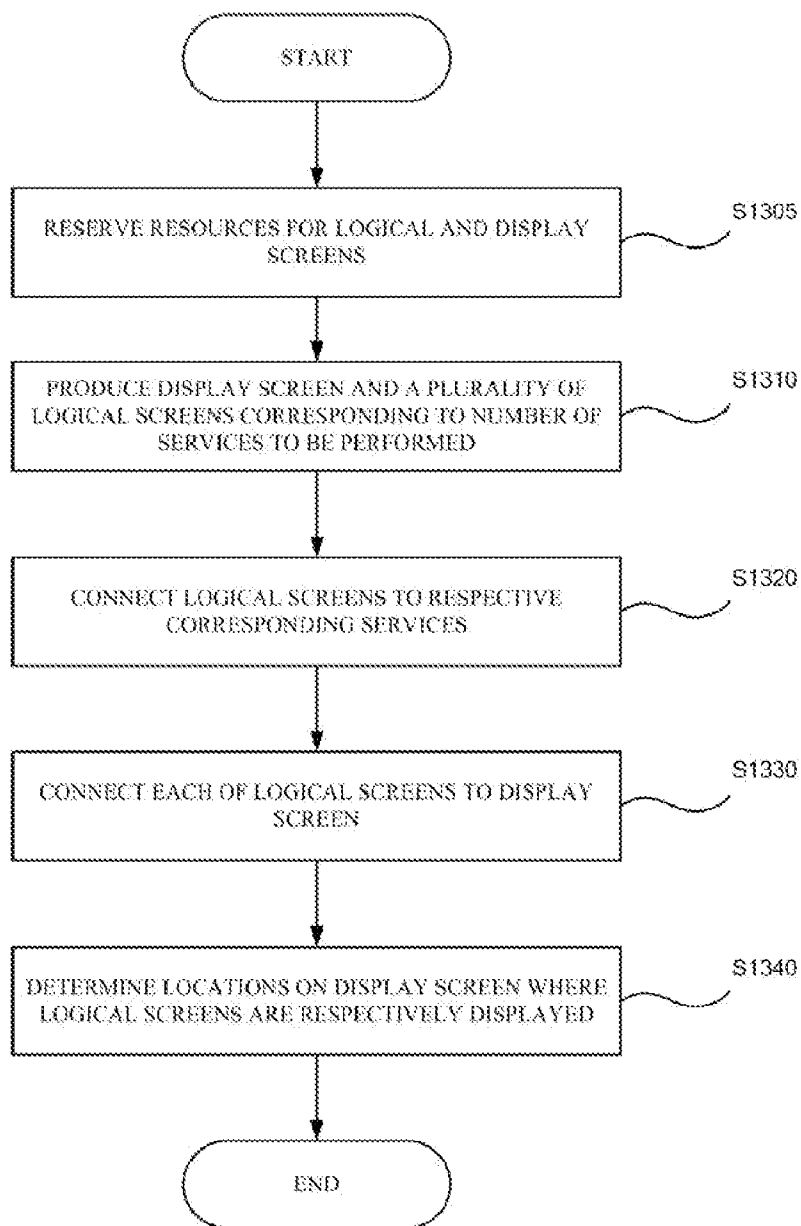 START
RESERVE RESOURCES FOR LOGICAL AND DISPLAY
SCREENS
S1305
PRODUCE DISPLAY SCREEN AND A PLURALITY OF
LOGICAL SCREENS CORRESPONDING TO NUMBER OF
SERVICES TO BE PERFORMED
S1310
CONNECT LOGICAL SCREENS TO RESPECTIVE
CORRESPONDING SERVICES
S1320
CONNECT EACH OF LOGICAL SCREENS TO DISPLAY
SCREEN
S1330
DETERMINE LOCATIONS ON DISPLAY SCREEN WHERE
LOGICAL SCREENS ARE RESPECTIVELY DISPLAYED
S1340
END